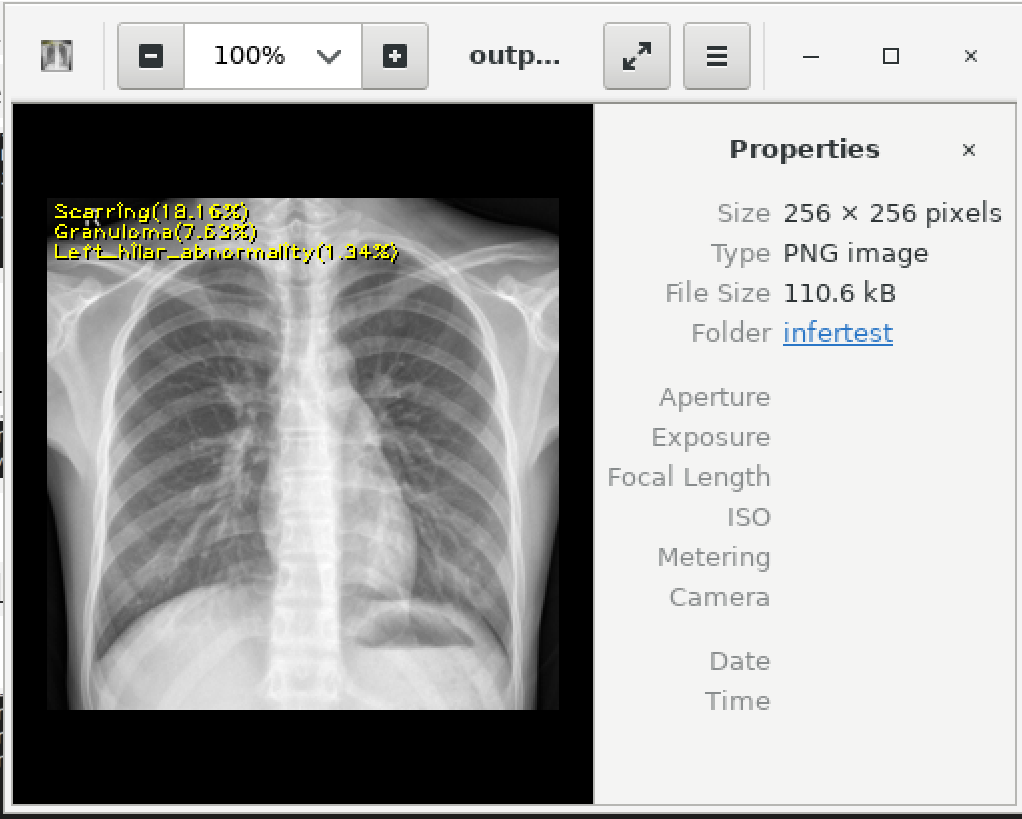 100%
outp...
Scarring(18.16%)
Granuloma(7.63%)
Left_hilar_abnormality(1.34%)
Properties
Size 256 × 256 pixels
Type PNG image
File Size 110.6 kB
Folder infertest
Aperture
Exposure
Focal Length
ISO
Metering
Camera
Date
Time